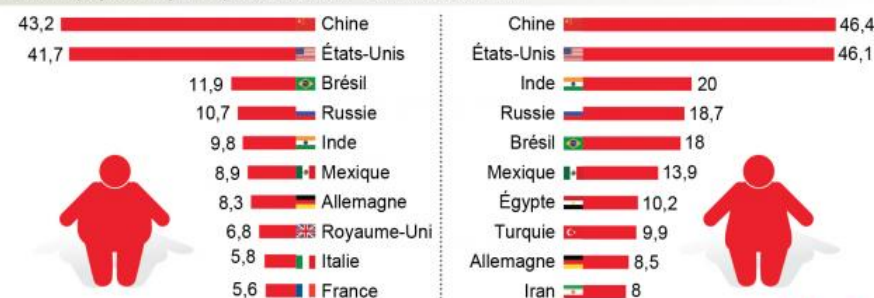 43,2 Chine
41,7 États-Unis
11,9 Brésil
10,7 Russie
9,8 Inde
8,9 Mexique
8,3 Allemagne
6,8 Royaume-Uni
5,8 Italie
5,6 France
Chine 46,4
États-Unis 46,1
Inde 20
Russie 18,7
Brésil 18
Mexique 13,9
Égypte 10,2
Turquie 9,9
Allemagne 8,5
Iran 8